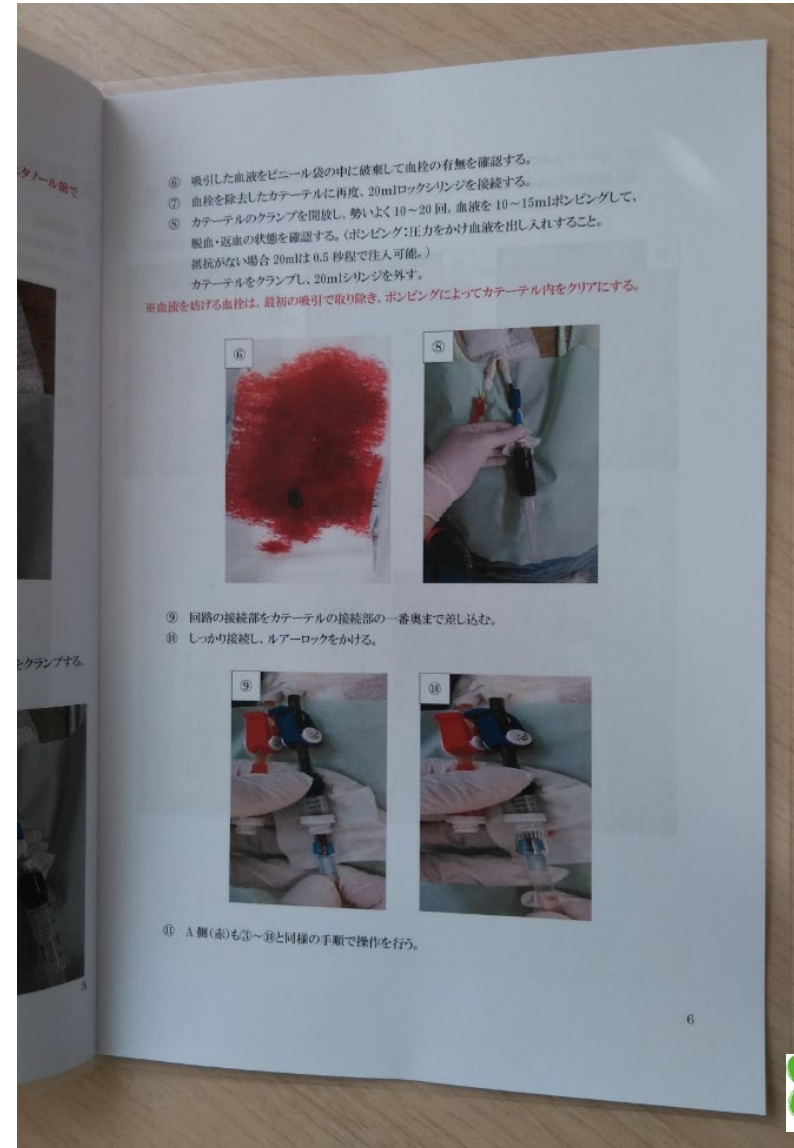 タノール綿で
をクランプする。
5
⑥ 吸引した血液をビニール袋の中に破棄して血栓の有無を確認する。
⑦ 血栓を除去したカテーテルに再度、20mlロックシリンジを接続する。
⑧ カテーテルのクランプを開放し、勢いよく10～20回、血液を10～15mlポンピングして、
脱血・返血の状態を確認する。(ポンピング:圧力をかけ血液を出し入れすること。
抵抗がない場合20mlは0.5秒程で注入可能。)
カテーテルをクランプし、20mlシリンジを外す。
※血流を妨げる血栓は、最初の吸引で取り除き、ポンピングによってカテーテル内をクリアにする。
⑥
⑧
⑨ 回路の接続部をカテーテルの接続部の一番奥まで差し込む。
⑩ しっかり接続し、ルアーロックをかける。
⑨
⑩
⑪ A側(赤)も③～⑩と同様の手順で操作を行う。
6